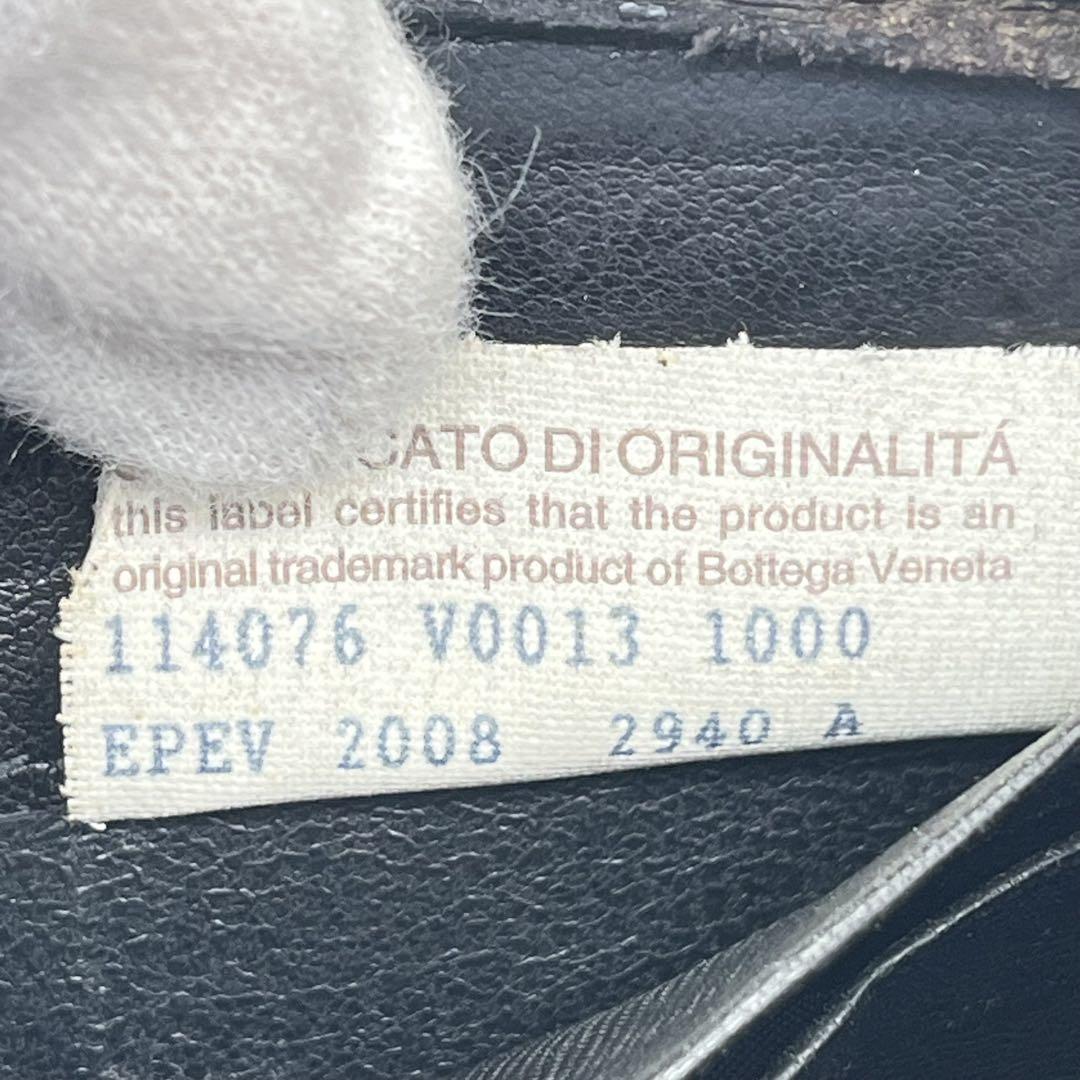 CATO DI ORIGINALITÁ
this label certifies that the product is an
original trademark product of Bottega Veneta
114076 V0013 1000
EPEV 2008 2940 A